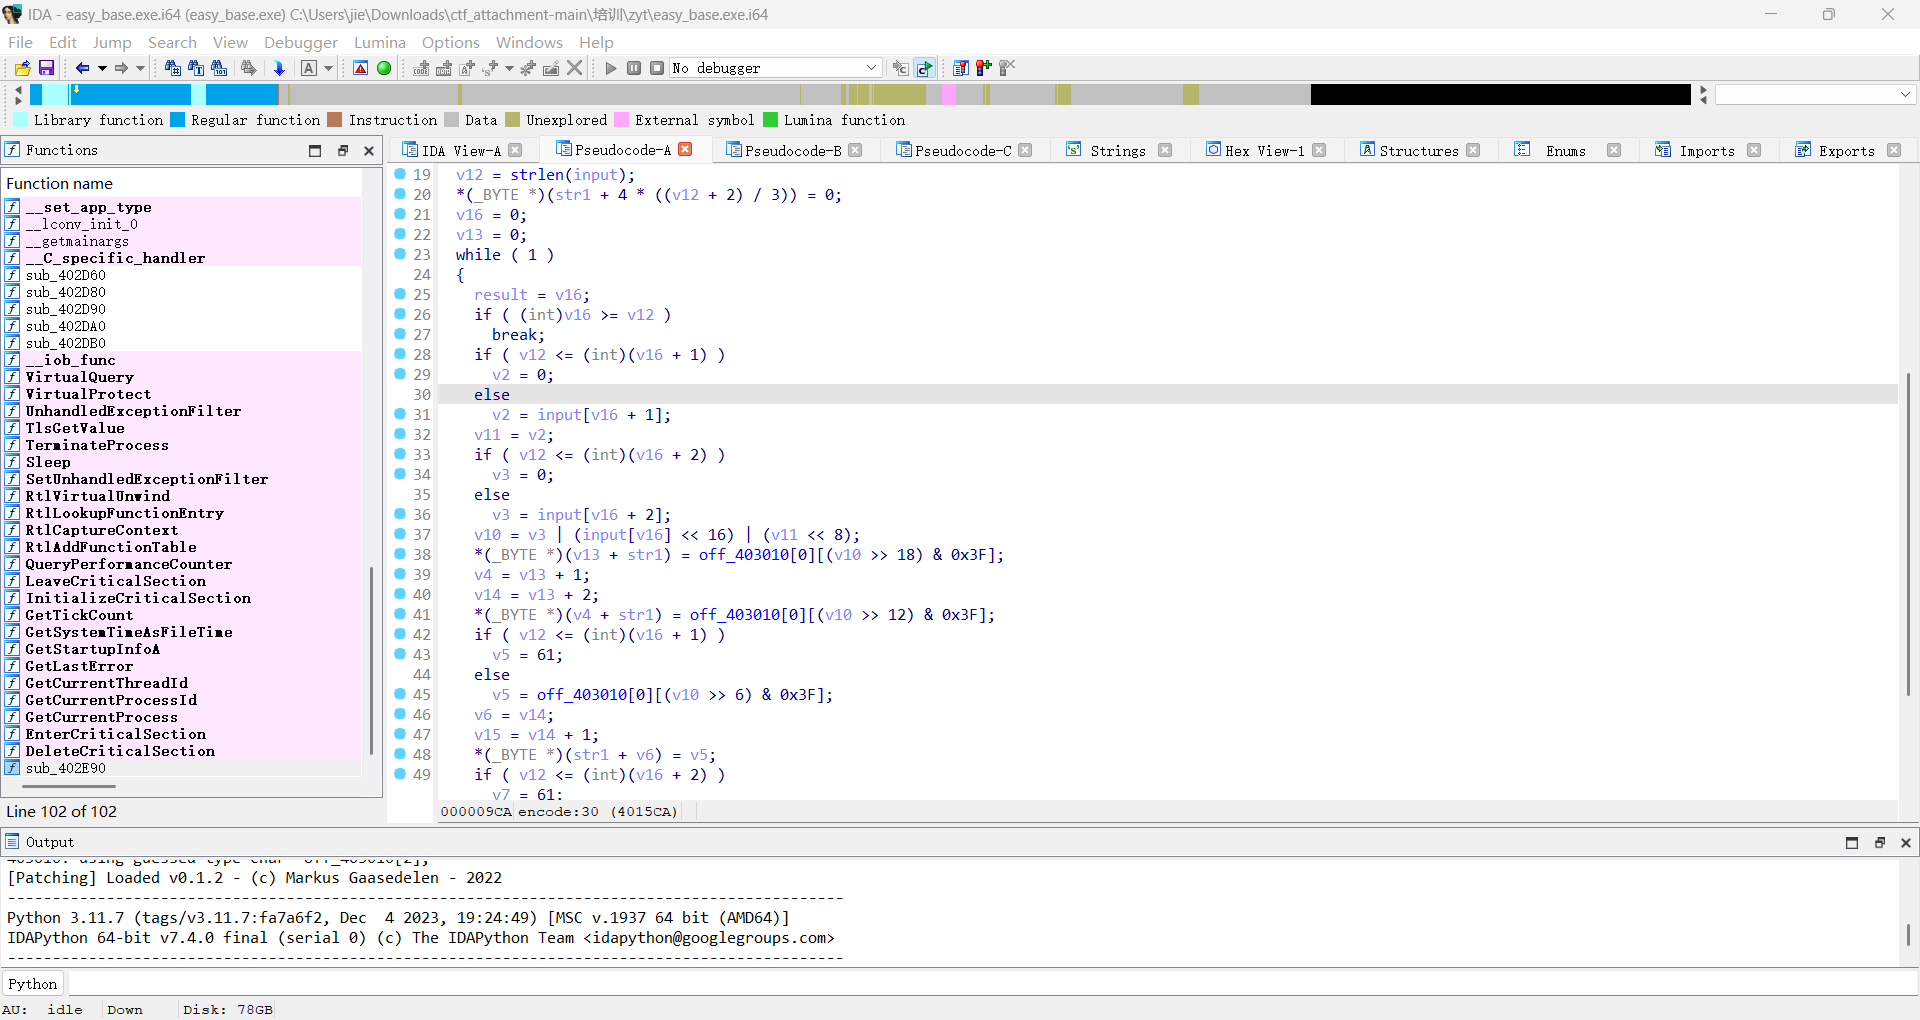 IDA - easy_base.exe.i64 (easy_base.exe) C:\Users\jie\Downloads\ctf_attachment-main\培训\zyt\easy_base.exe.i64
File Edit Jump Search View Debugger Lumina Options Windows Help
No debugger
Library function Regular function Instruction Data Unexplored External symbol Lumina function
Functions
IDA View-A Pseudocode-A Pseudocode-B Pseudocode-C Strings Hex View-1 Structures Enums Imports Exports
Function name
__set_app_type
__lconv_init_0
__getmainargs
__C_specific_handler
sub_402D60
sub_402D80
sub_402D90
sub_402DA0
sub_402DB0
__iob_func
VirtualQuery
VirtualProtect
UnhandledExceptionFilter
TlsGetValue
TerminateProcess
Sleep
SetUnhandledExceptionFilter
RtlVirtualUnwind
RtlLookupFunctionEntry
RtlCaptureContext
RtlAddFunctionTable
QueryPerformanceCounter
LeaveCriticalSection
InitializeCriticalSection
GetTickCount
GetSystemTimeAsFileTime
GetStartupInfoA
GetLastError
GetCurrentThreadId
GetCurrentProcessId
GetCurrentProcess
EnterCriticalSection
DeleteCriticalSection
sub_402E90
Line 102 of 102
19 v12 = strlen(input);
20 *(_BYTE *)(str1 + 4 * ((v12 + 2) / 3)) = 0;
21 v16 = 0;
22 v13 = 0;
23 while ( 1 )
24 {
25 result = v16;
26 if ( (int)v16 >= v12 )
27 break;
28 if ( v12 <= (int)(v16 + 1) )
29 v2 = 0;
30 else
31 v2 = input[v16 + 1];
32 v11 = v2;
33 if ( v12 <= (int)(v16 + 2) )
34 v3 = 0;
35 else
36 v3 = input[v16 + 2];
37 v10 = v3 | (input[v16] << 16) | (v11 << 8);
38 *(_BYTE *)(v13 + str1) = off_403010[0][(v10 >> 18) & 0x3F];
39 v4 = v13 + 1;
40 v14 = v13 + 2;
41 *(_BYTE *)(v4 + str1) = off_403010[0][(v10 >> 12) & 0x3F];
42 if ( v12 <= (int)(v16 + 1) )
43 v5 = 61;
44 else
45 v5 = off_403010[0][(v10 >> 6) & 0x3F];
46 v6 = v14;
47 v15 = v14 + 1;
48 *(_BYTE *)(str1 + v6) = v5;
49 if ( v12 <= (int)(v16 + 2) )
v7 = 61;
000009CA encode:30 (4015CA)
Output
403010: using guessed type char *off_403010[2];
[Patching] Loaded v0.1.2 - (c) Markus Gaasedelen - 2022
---------------------------------------------------------------------------------------------
Python 3.11.7 (tags/v3.11.7:fa7a6f2, Dec  4 2023, 19:24:49) [MSC v.1937 64 bit (AMD64)]
IDAPython 64-bit v7.4.0 final (serial 0) (c) The IDAPython Team <idapython@googlegroups.com>
---------------------------------------------------------------------------------------------
Python
AU: idle Down Disk: 78GB